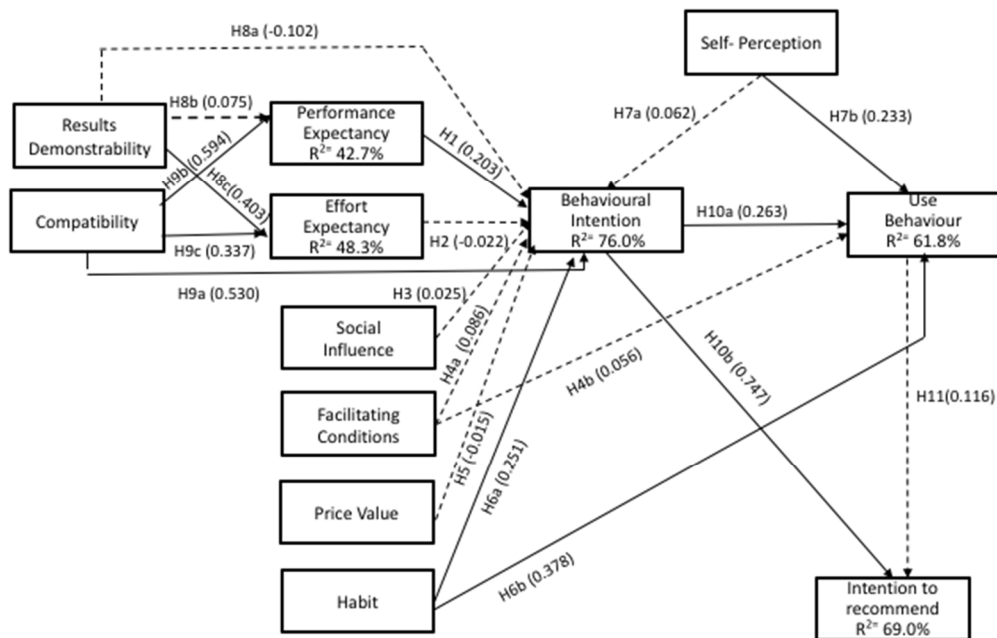 H8a (-0.102)
Self- Perception
H8b (0.075)
Results
Demonstrability
Performance
Expectancy
R²⁼ 42.7%
H7a (0.062)
H7b (0.233)
H1 (0.203)
H9b (0.594)
H8c(0.403)
Compatibility
Effort
Expectancy
R²⁼ 48.3%
Behavioural
Intention
R²⁼ 76.0%
H10a (0.263)
Use
Behaviour
R²⁼ 61.8%
H9c (0.337)
H2 (-0.022)
H9a (0.530)
H3 (0.025)
Social
Influence
H4a (0.086)
H10b (0.747)
H4b (0.056)
H11(0.116)
Facilitating
Conditions
H5 (-0.015)
H6a (0.251)
Price Value
H6b (0.378)
Habit
Intention to
recommend
R²⁼ 69.0%